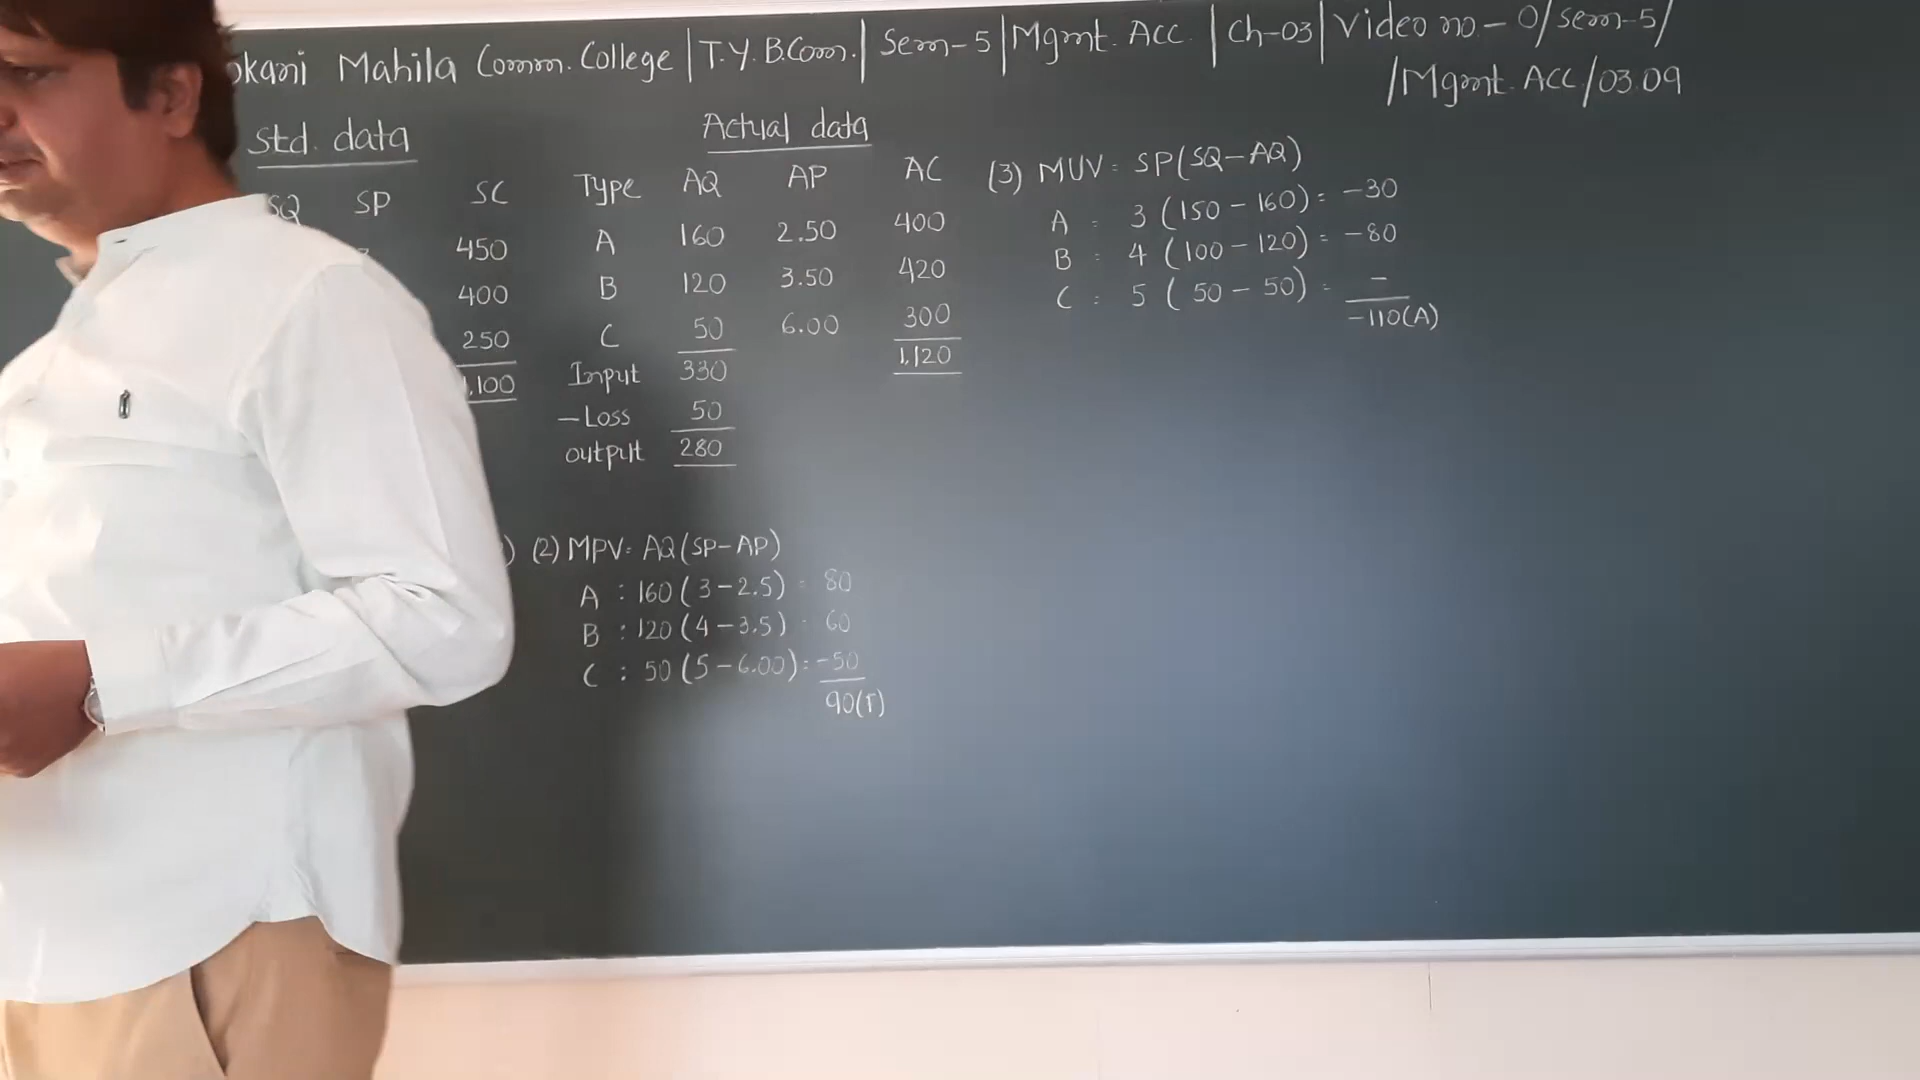 okani Mahila Comm. College | T.Y. B.Com. | Sem-5 | Mgmt. Acc. | Ch-03 | Video no - 0/sem-5/
/Mgmt. Acc/03.09
Std. data
SQ SP SC
450
400
250
1,100
Actual data
Type AQ AP AC
A 160 2.50 400
B 120 3.50 420
C 50 6.00 300
Input 330 1,120
-Loss 50
output 280
(2) MPV = AQ(SP-AP)
A : 160(3-2.5) = 80
B : 120(4-3.5) = 60
C : 50(5-6.00) = -50
90(F)
(3) MUV = SP(SQ-AQ)
A = 3(150-160) = -30
B = 4(100-120) = -80
C = 5(50-50) = -
-110(A)